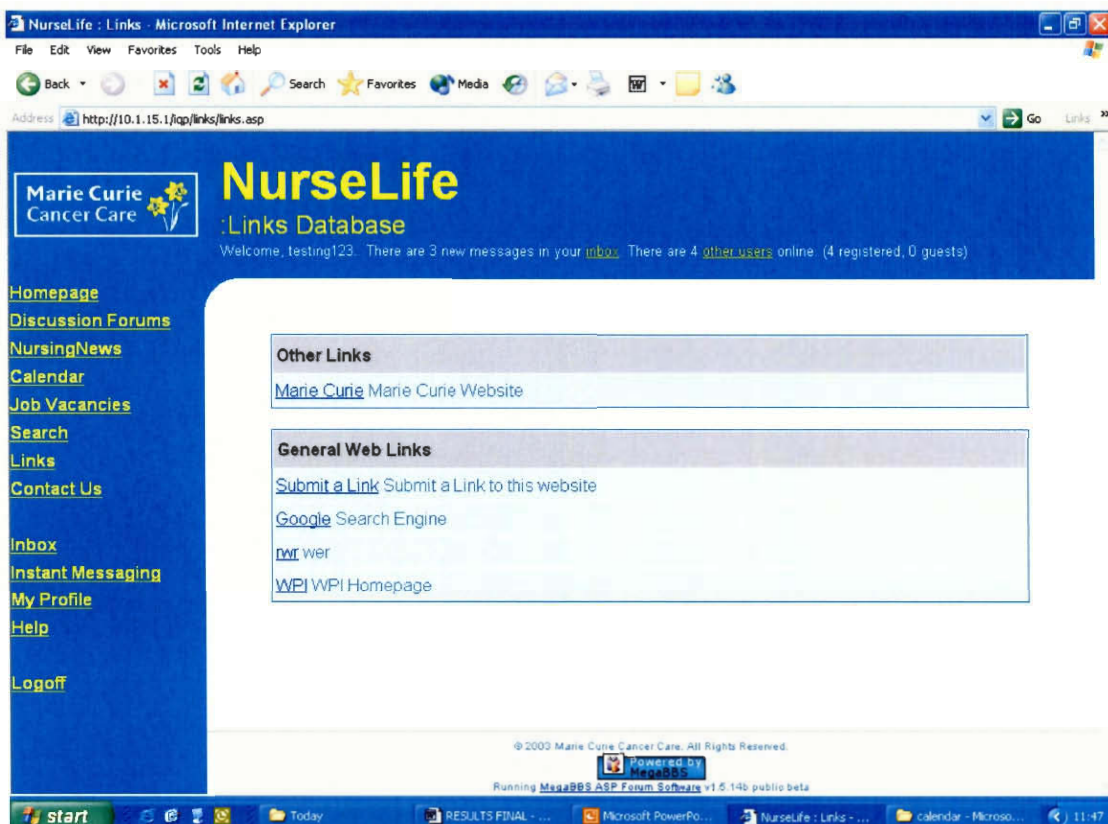 NurseLife : Links - Microsoft Internet Explorer
File Edit View Favorites Tools Help
Back Search Favorites Media
Address http://10.1.15.1/iqp/links/links.asp Go Links »
Marie Curie
Cancer Care
NurseLife
:Links Database
Welcome, testing123. There are 3 new messages in your inbox. There are 4 other users online. (4 registered, 0 guests)
Homepage
Discussion Forums
NursingNews
Calendar
Job Vacancies
Search
Links
Contact Us
Inbox
Instant Messaging
My Profile
Help
Logoff
Other Links
Marie Curie Marie Curie Website
General Web Links
Submit a Link Submit a Link to this website
Google Search Engine
rwr wer
WPI WPI Homepage
© 2003 Marie Curie Cancer Care. All Rights Reserved.
Powered by
MegaBBS
Running MegaBBS ASP Forum Software v1.5.14b public beta
start Today RESULTS FINAL - ... Microsoft PowerPo... NurseLife : Links - ... calendar - Microso... 11:47